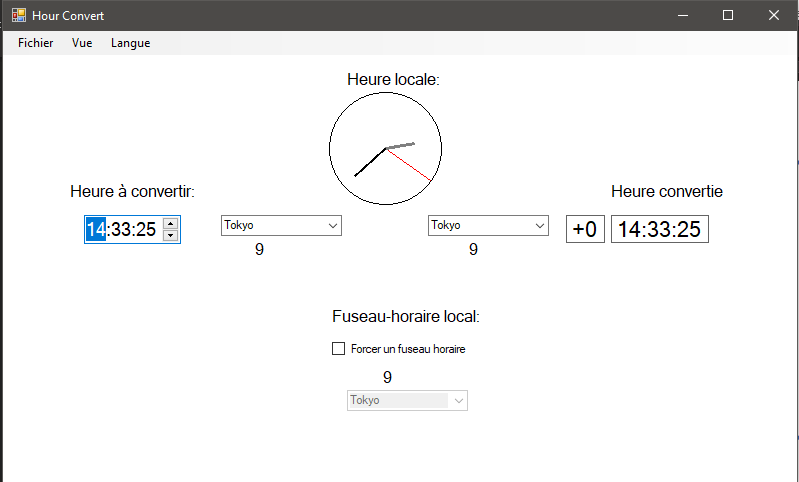 Hour Convert
Fichier Vue Langue
Heure locale:
Heure à convertir:
Heure convertie
14:33:25
Tokyo
Tokyo
+0
14:33:25
9
9
Fuseau-horaire local:
Forcer un fuseau horaire
9
Tokyo